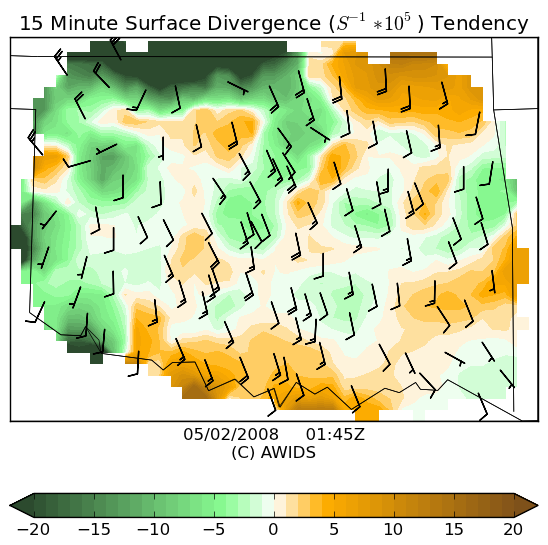 15 Minute Surface Divergence (S⁻¹ *10⁵ ) Tendency
05/02/2008 01:45Z
(C) AWIDS
−20 −15 −10 −5 0 5 10 15 20